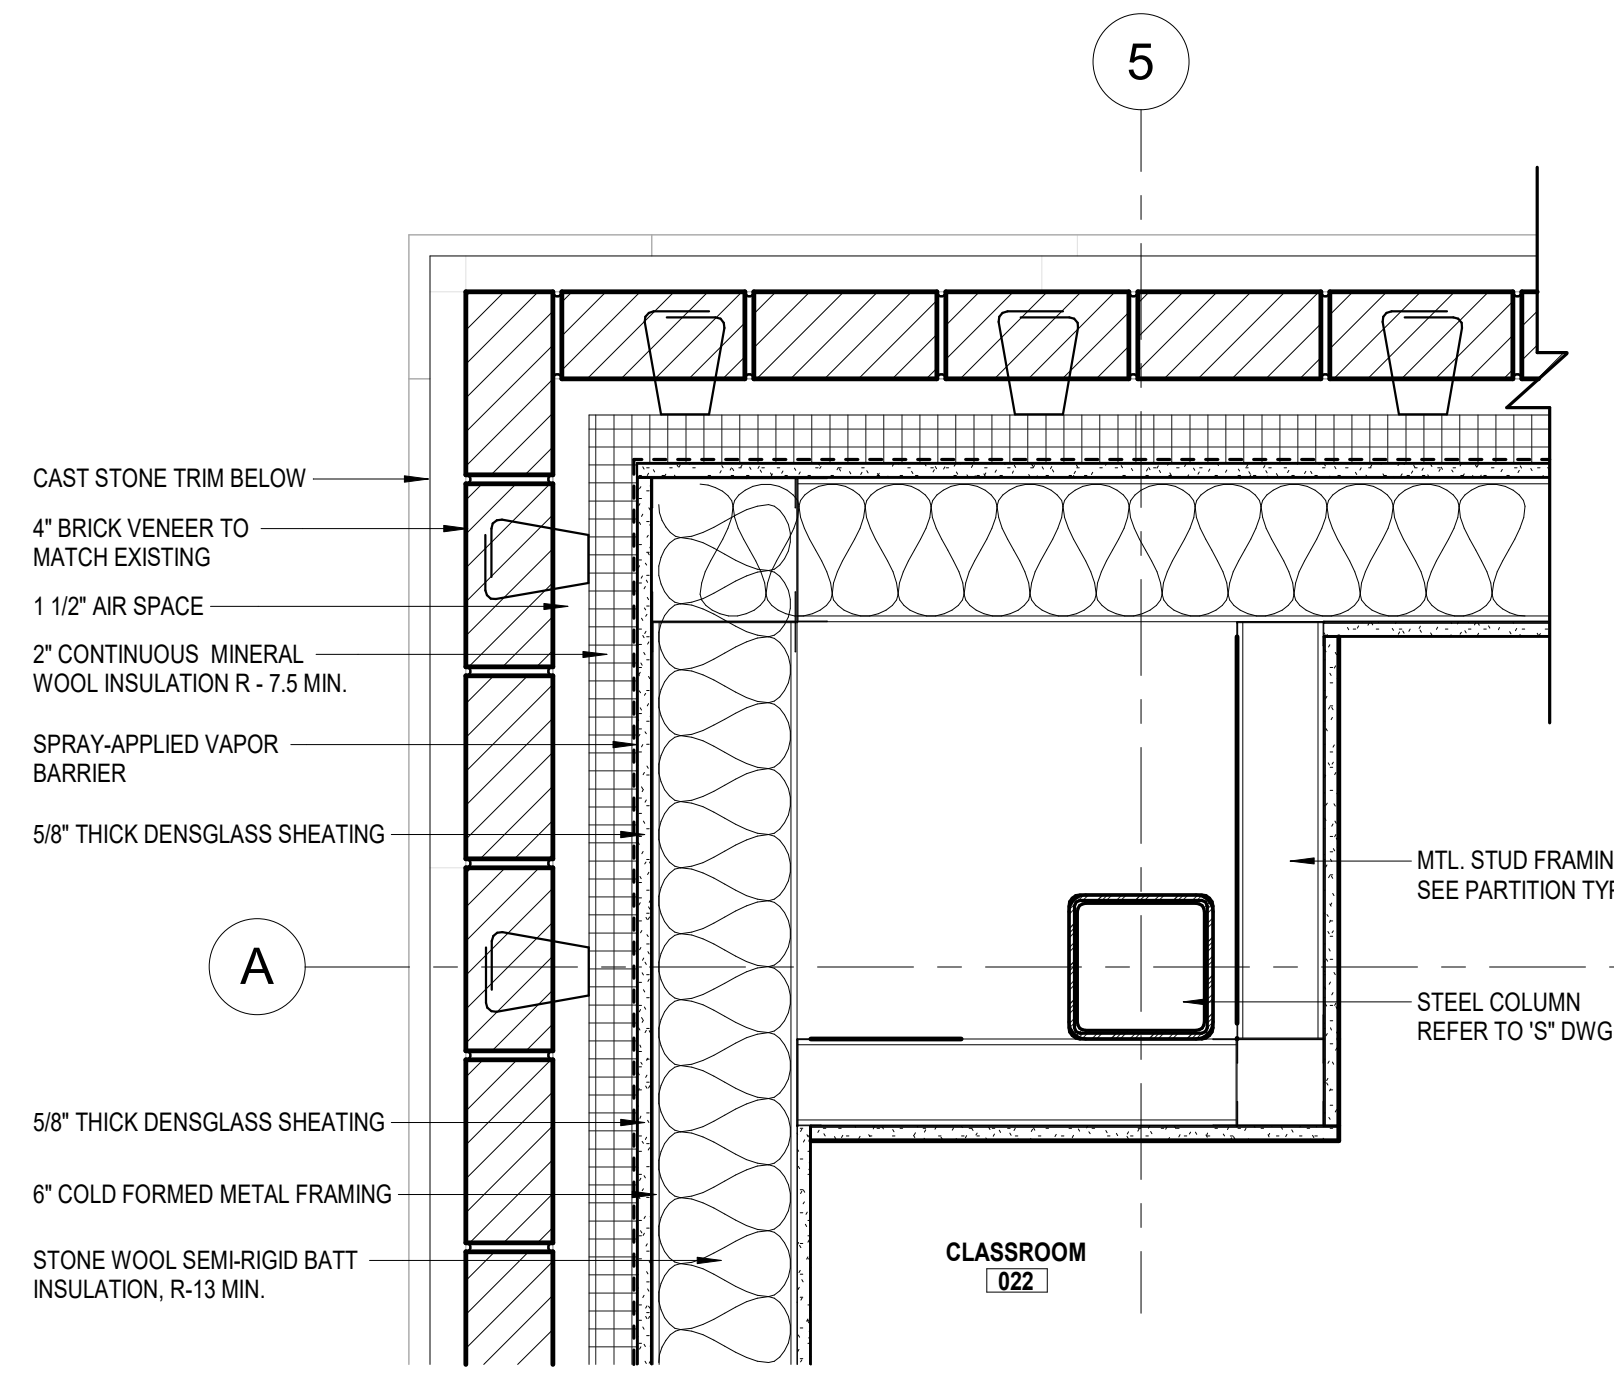 5
CAST STONE TRIM BELOW
4" BRICK VENEER TO
MATCH EXISTING
1 1/2" AIR SPACE
2" CONTINUOUS MINERAL
WOOL INSULATION R - 7.5 MIN.
SPRAY-APPLIED VAPOR
BARRIER
5/8" THICK DENSGLASS SHEATING
MTL. STUD FRAMIN
SEE PARTITION TYP
A
STEEL COLUMN
REFER TO 'S" DWG
5/8" THICK DENSGLASS SHEATING
6" COLD FORMED METAL FRAMING
STONE WOOL SEMI-RIGID BATT
INSULATION, R-13 MIN.
CLASSROOM
022